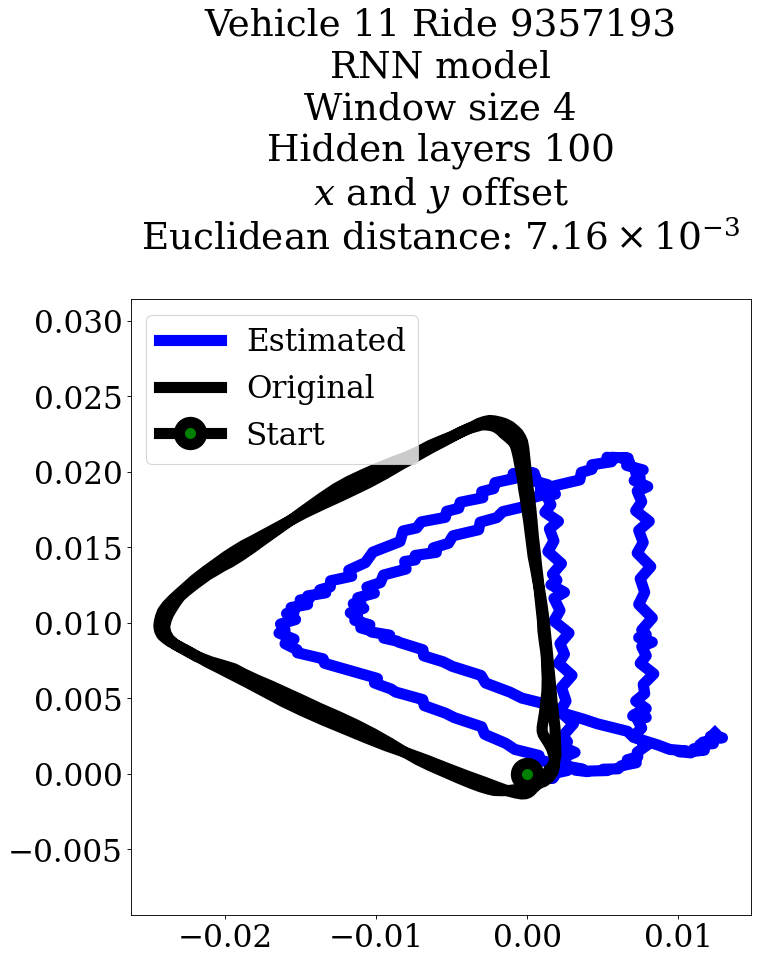 Vehicle 11 Ride 9357193
RNN model
Window size 4
Hidden layers 100
x and y offset
Euclidean distance: 7.16 × 10⁻³
0.030
0.025
0.020
0.015
0.010
0.005
0.000
−0.005
Estimated
Original
Start
−0.02
−0.01
0.00
0.01